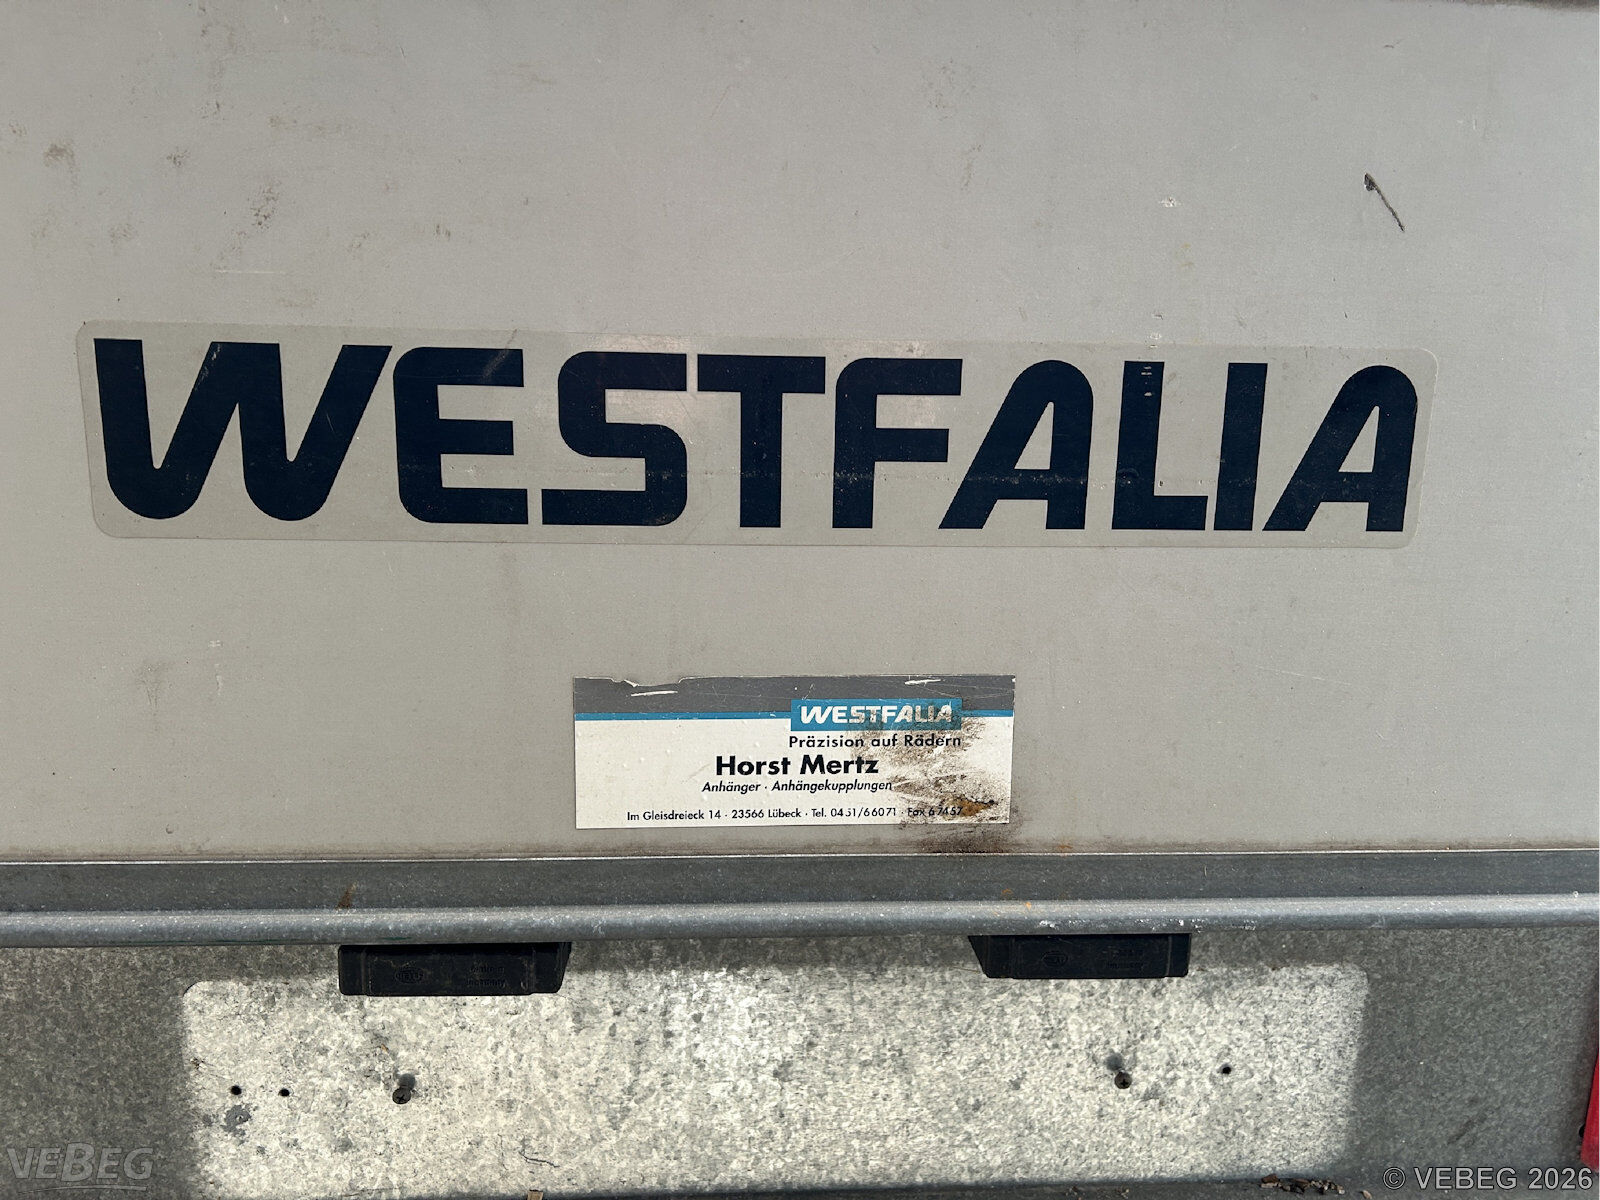 WESTFALIA
WESTFALIA
Präzision auf Rädern
Horst Mertz
Anhänger · Anhängekupplungen
Im Gleisdreieck 14 · 23566 Lübeck · Tel. 0451/66071 · Fax 67457
HELLA
VEBEG
© VEBEG 2026